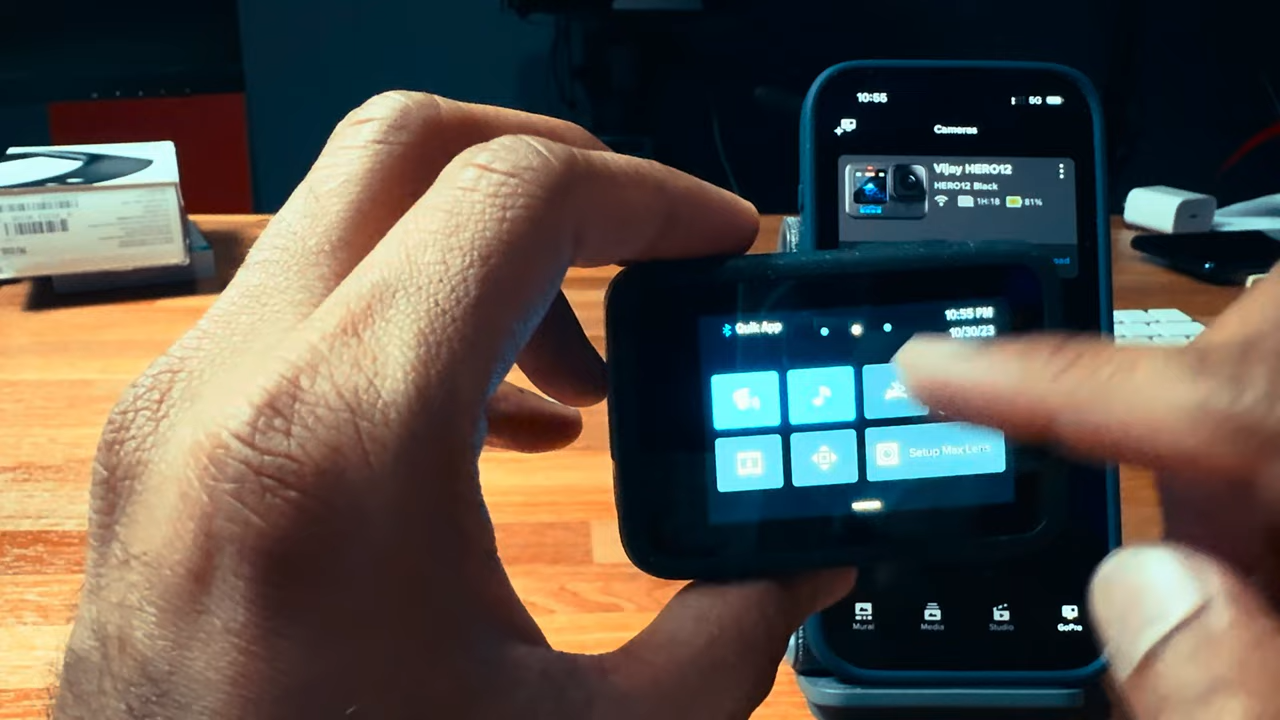 10:55
5G
Cameras
Vijay HERO12
HERO12 Black
1H:18
81%
Quik App
10:55 PM
10/30/23
Setup Max Lens
Mural
Media
Studio
GoPro